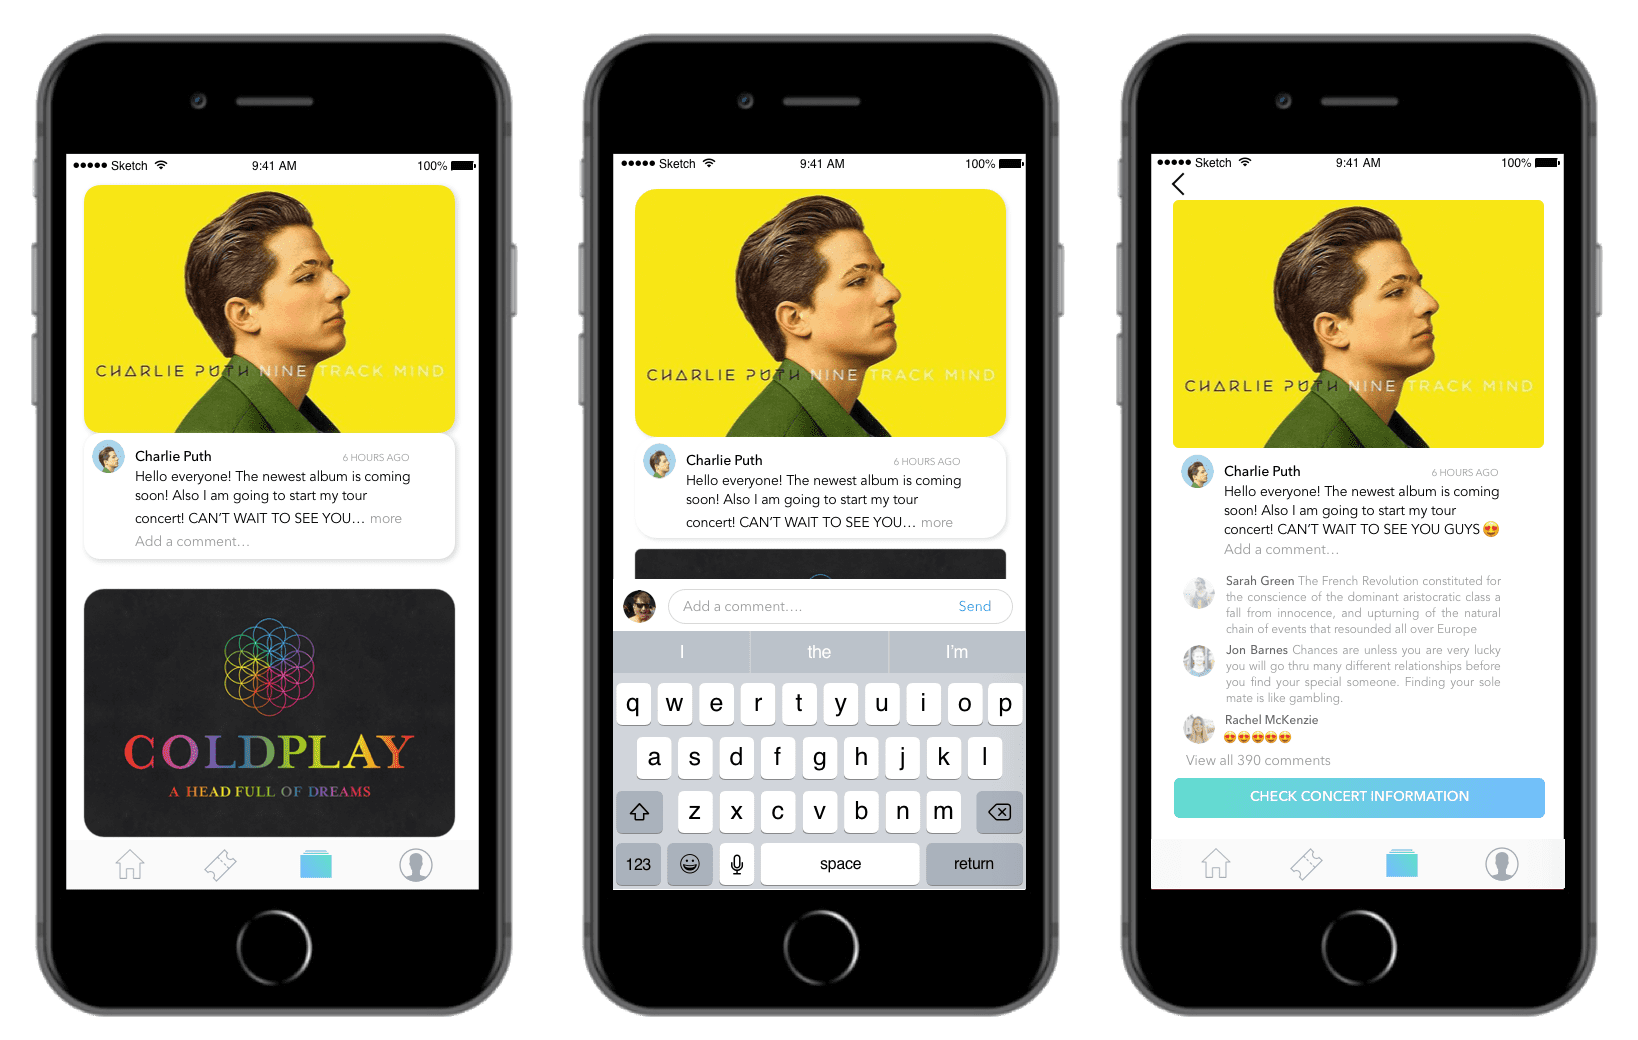 Sketch 9:41 AM 100%
CHARLIE PUTH NINE TRACK MIND
Charlie Puth 6 HOURS AGO
Hello everyone! The newest album is coming
soon! Also I am going to start my tour
concert! CAN'T WAIT TO SEE YOU... more
Add a comment...
COLDPLAY
A HEAD FULL OF DREAMS
Sketch 9:41 AM 100%
CHARLIE PUTH NINE TRACK MIND
Charlie Puth 6 HOURS AGO
Hello everyone! The newest album is coming
soon! Also I am going to start my tour
concert! CAN'T WAIT TO SEE YOU... more
Add a comment.... Send
I the I'm
q w e r t y u i o p
a s d f g h j k l
z x c v b n m
123 space return
Sketch 9:41 AM 100%
CHARLIE PUTH NINE TRACK MIND
Charlie Puth 6 HOURS AGO
Hello everyone! The newest album is coming
soon! Also I am going to start my tour
concert! CAN'T WAIT TO SEE YOU GUYS 😍
Add a comment...
Sarah Green The French Revolution constituted for
the conscience of the dominant aristocratic class a
fall from innocence, and upturning of the natural
chain of events that resounded all over Europe
Jon Barnes Chances are unless you are very lucky
you will go thru many different relationships before
you find your special someone. Finding your sole
mate is like gambling.
Rachel McKenzie
😍😍😍😍😍
View all 390 comments
CHECK CONCERT INFORMATION